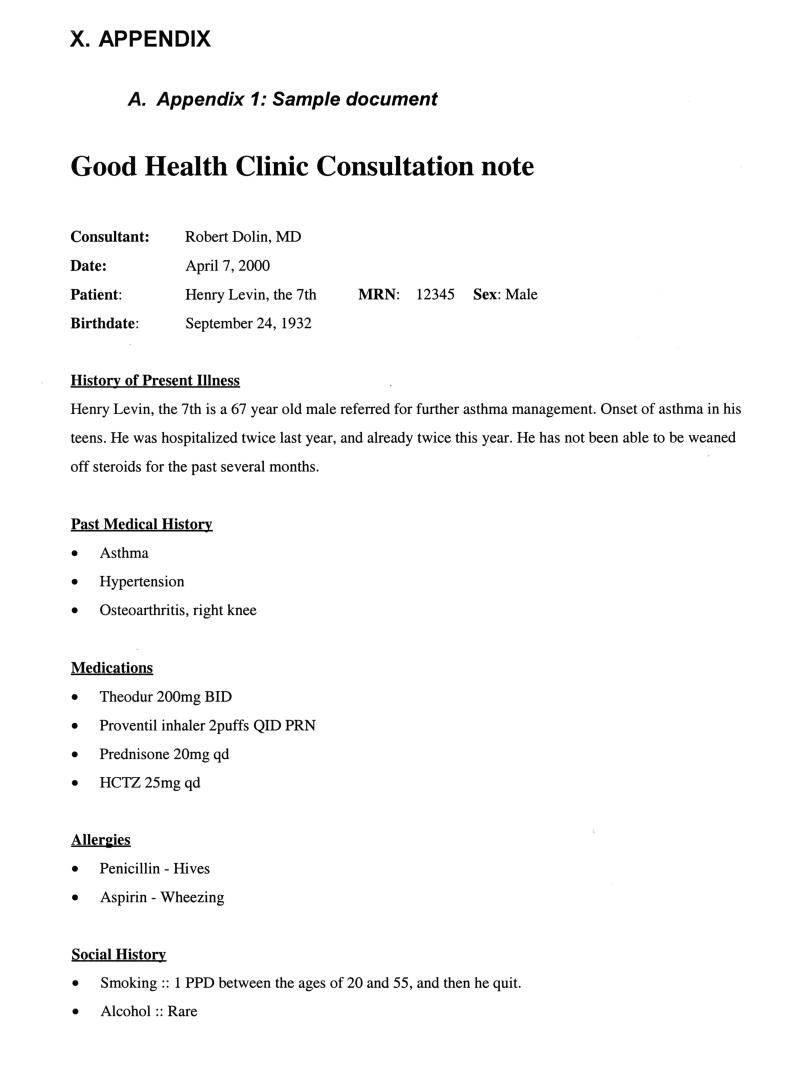 X. APPENDIX
A. Appendix 1: Sample document
Good Health Clinic Consultation note
Consultant: Robert Dolin, MD
Date: April 7, 2000
Patient: Henry Levin, the 7th MRN: 12345 Sex: Male
Birthdate: September 24, 1932
History of Present Illness
Henry Levin, the 7th is a 67 year old male referred for further asthma management. Onset of asthma in his
teens. He was hospitalized twice last year, and already twice this year. He has not been able to be weaned
off steroids for the past several months.
Past Medical History
• Asthma
• Hypertension
• Osteoarthritis, right knee
Medications
• Theodur 200mg BID
• Proventil inhaler 2puffs QID PRN
• Prednisone 20mg qd
• HCTZ 25mg qd
Allergies
• Penicillin - Hives
• Aspirin - Wheezing
Social History
• Smoking :: 1 PPD between the ages of 20 and 55, and then he quit.
• Alcohol :: Rare